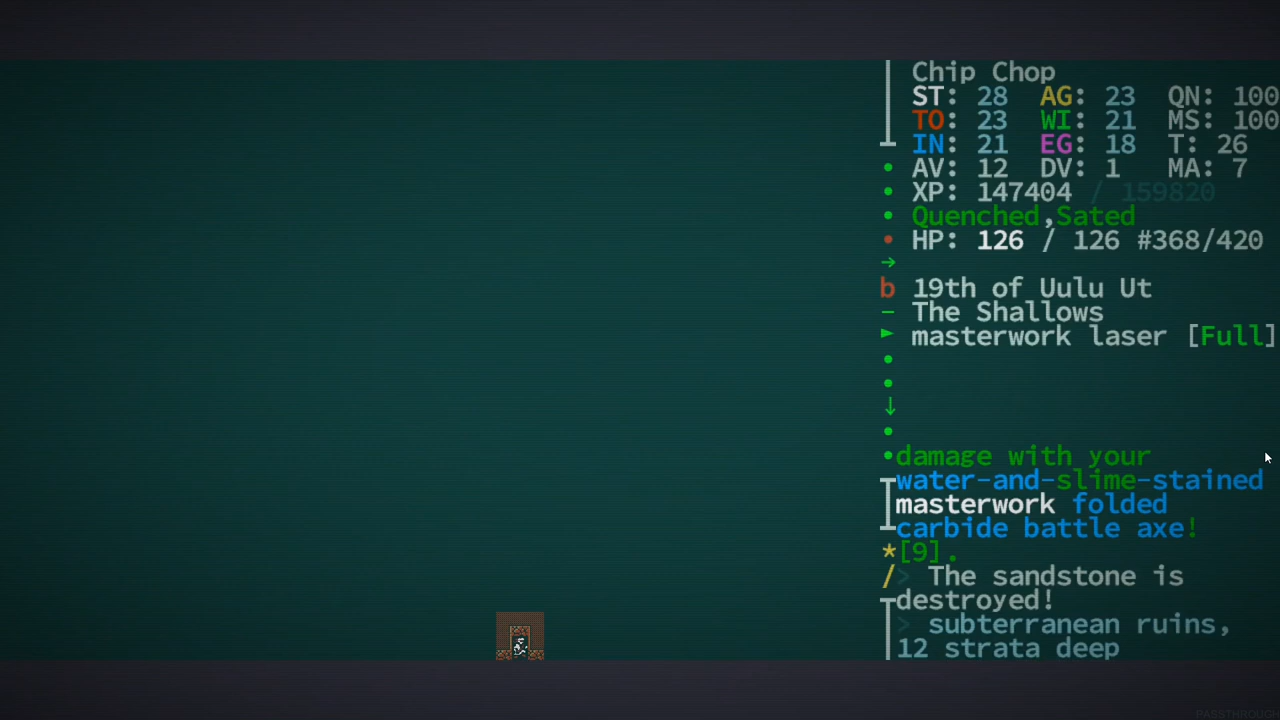 Chip Chop
ST: 28 AG: 23 QN: 100
TO: 23 WI: 21 MS: 100
IN: 21 EG: 18 T: 26
AV: 12 DV: 1 MA: 7
XP: 147404 / 159820
Quenched,Sated
HP: 126 / 126 #368/420
b 19th of Uulu Ut
The Shallows
masterwork laser [Full]
damage with your
water-and-slime-stained
masterwork folded
carbide battle axe!
*[9].
/> The sandstone is
destroyed!
> subterranean ruins,
12 strata deep
PASSTHROUGH